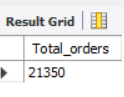 Result Grid
Total_orders
21350